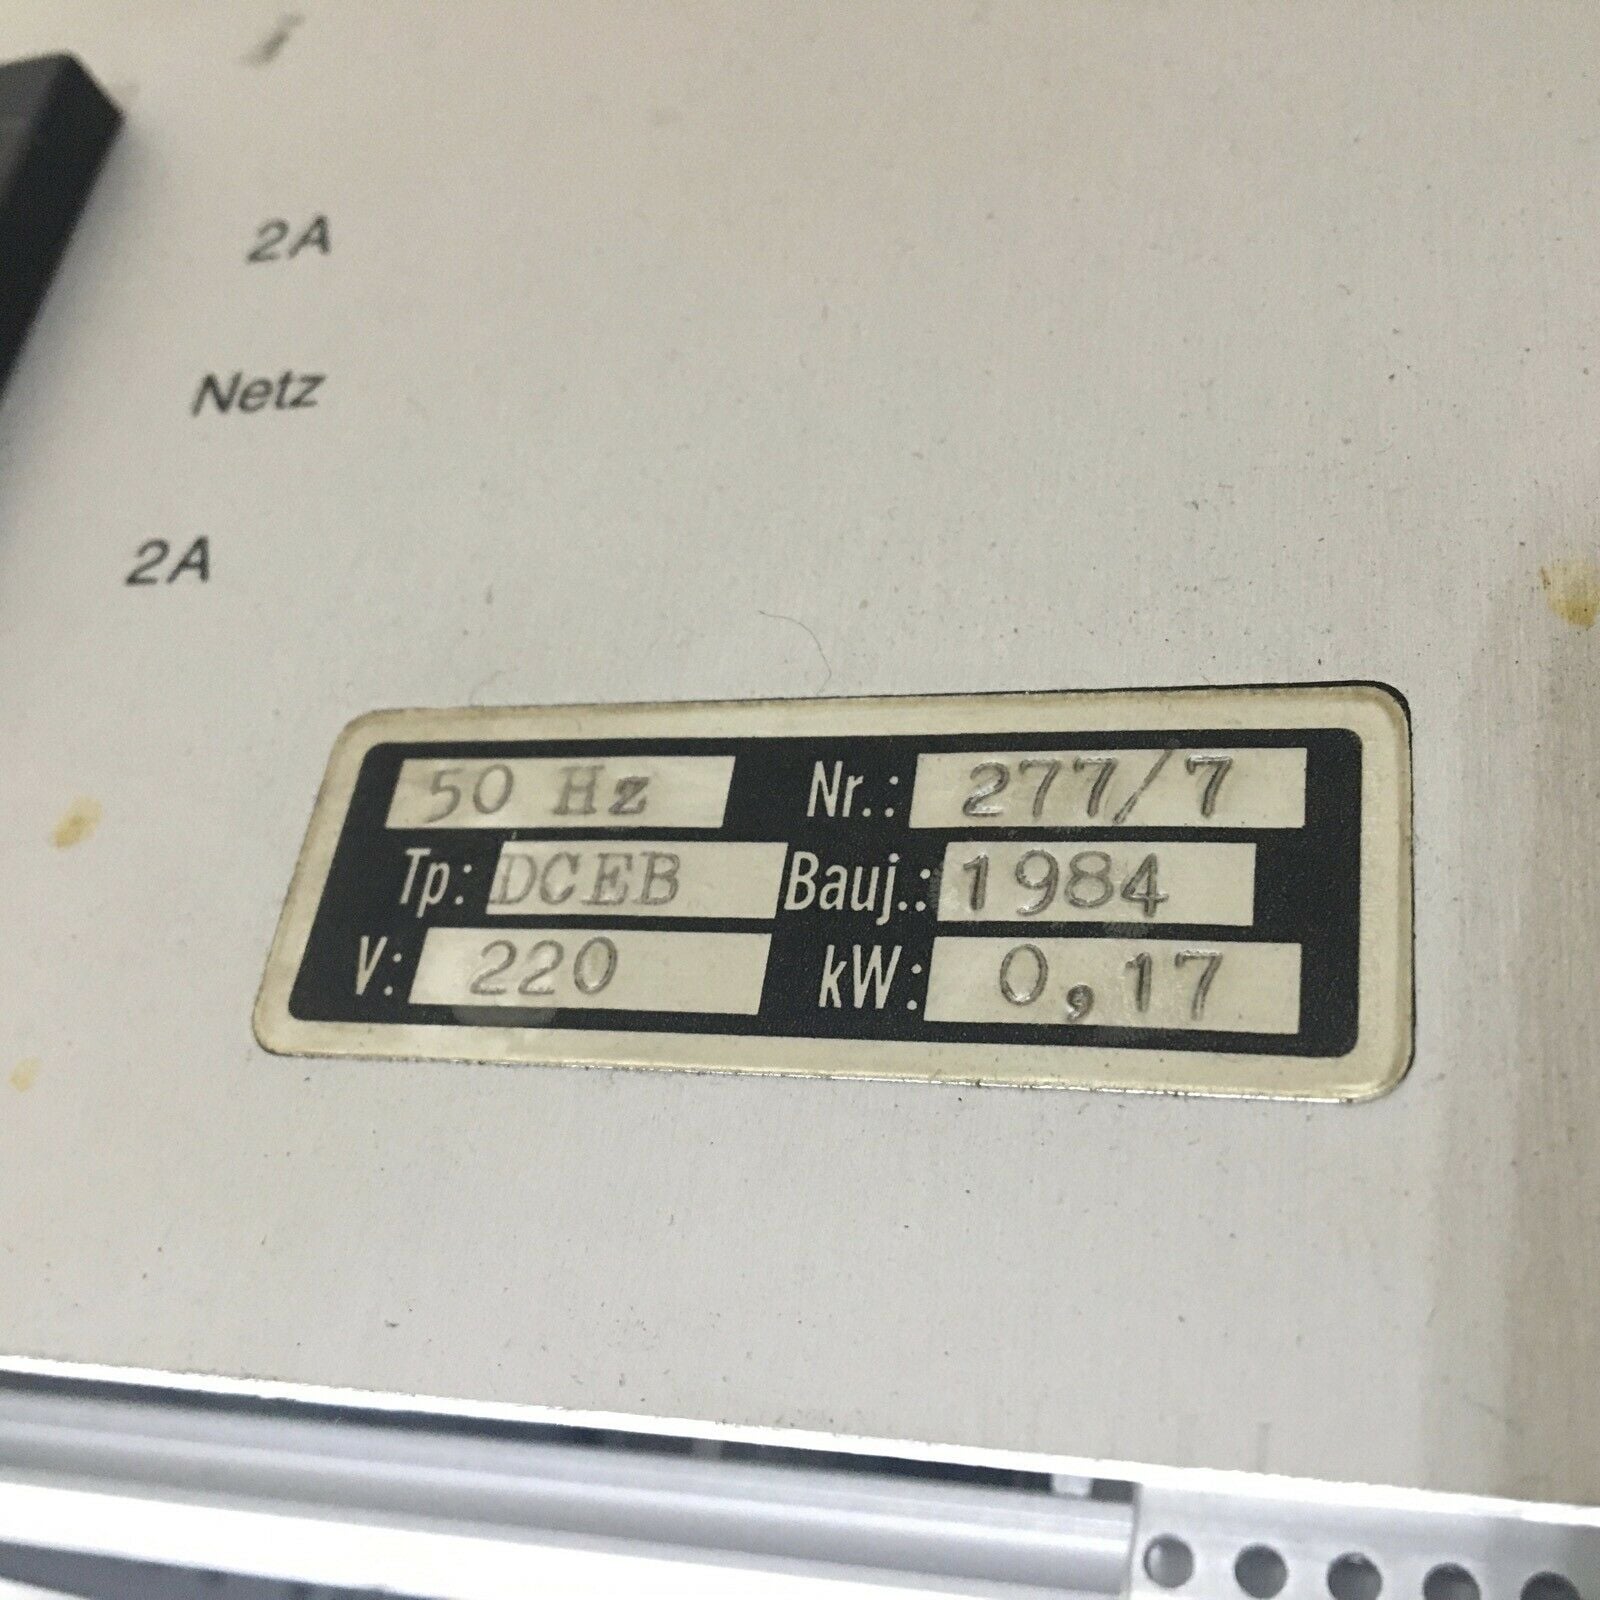 2A
Netz
2A
50 Hz Nr.: 277/7
Tp: DCEB Bauj.: 1984
V: 220 kW: 0,17